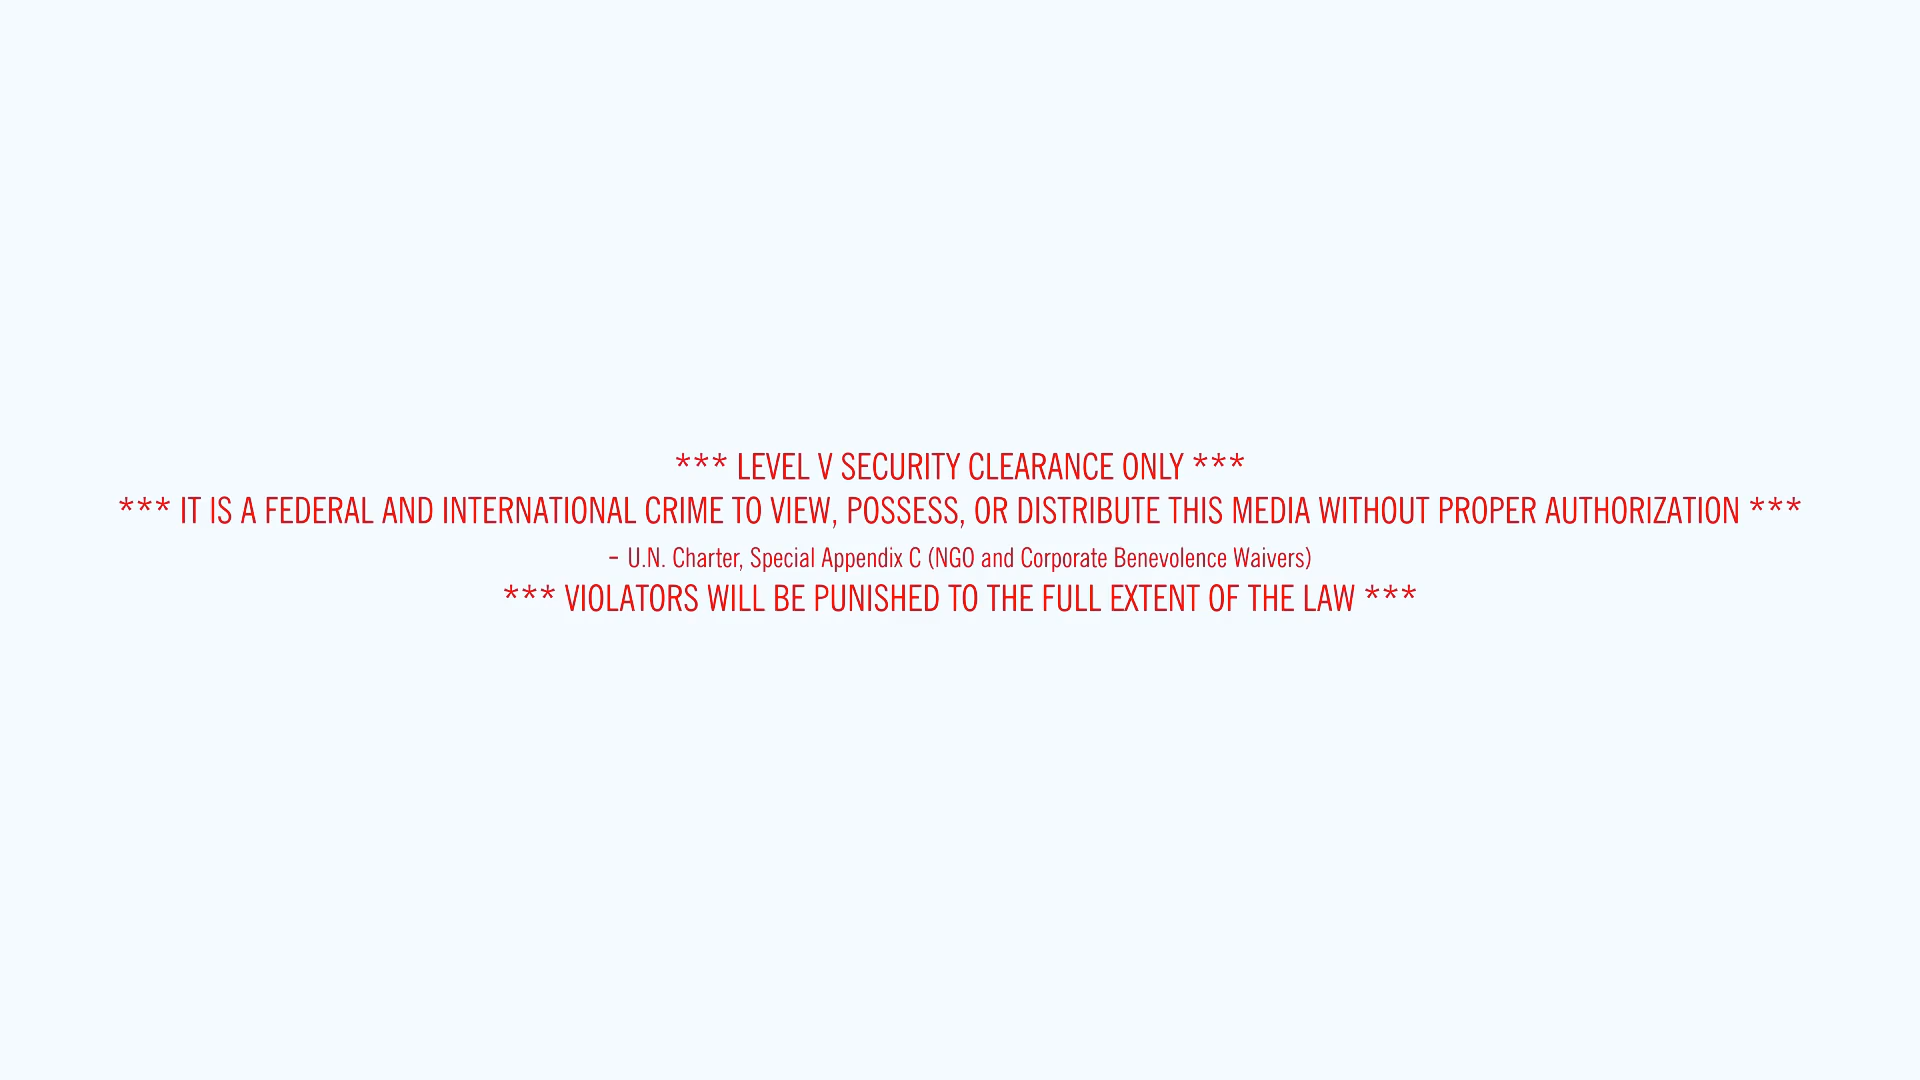 *** LEVEL V SECURITY CLEARANCE ONLY ***
*** IT IS A FEDERAL AND INTERNATIONAL CRIME TO VIEW, POSSESS, OR DISTRIBUTE THIS MEDIA WITHOUT PROPER AUTHORIZATION ***
– U.N. Charter, Special Appendix C (NGO and Corporate Benevolence Waivers)
*** VIOLATORS WILL BE PUNISHED TO THE FULL EXTENT OF THE LAW ***